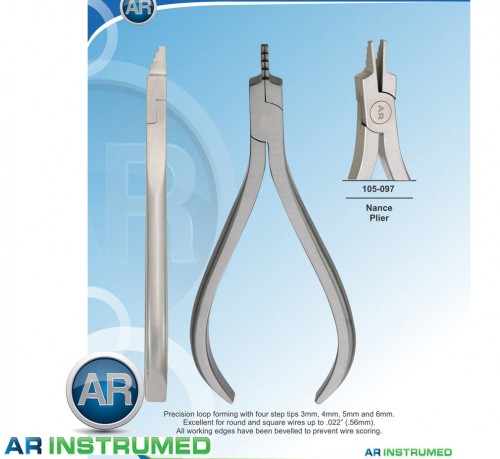 AR
AR
AR
105-097
Nance
Plier
AR
Precision loop forming with four step tips 3mm, 4mm, 5mm and 6mm.
Excellent for round and square wires up to .022" (.56mm).
All working edges have been bevelled to prevent wire scoring.
AR INSTRUMED
AR INSTRUMED